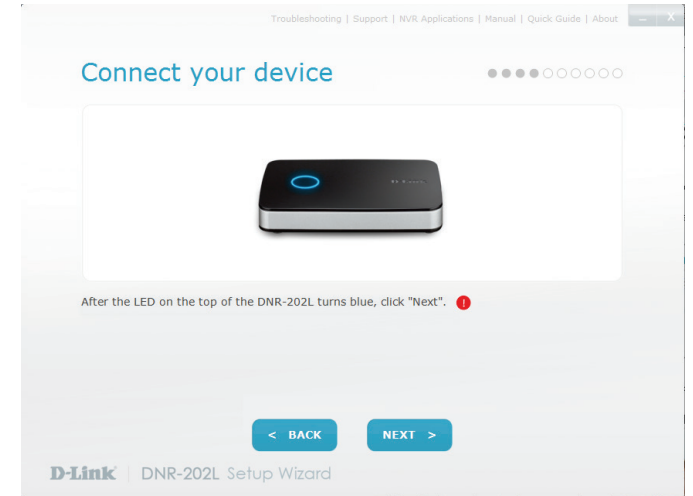 Troubleshooting | Support | NVR Applications | Manual | Quick Guide | About
Connect your device
D-Link
After the LED on the top of the DNR-202L turns blue, click "Next". !
< BACK NEXT >
D-Link | DNR-202L Setup Wizard